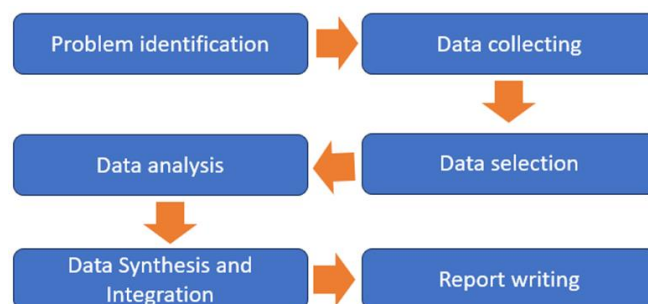 Problem identification
Data collecting
Data analysis
Data selection
Data Synthesis and
Integration
Report writing